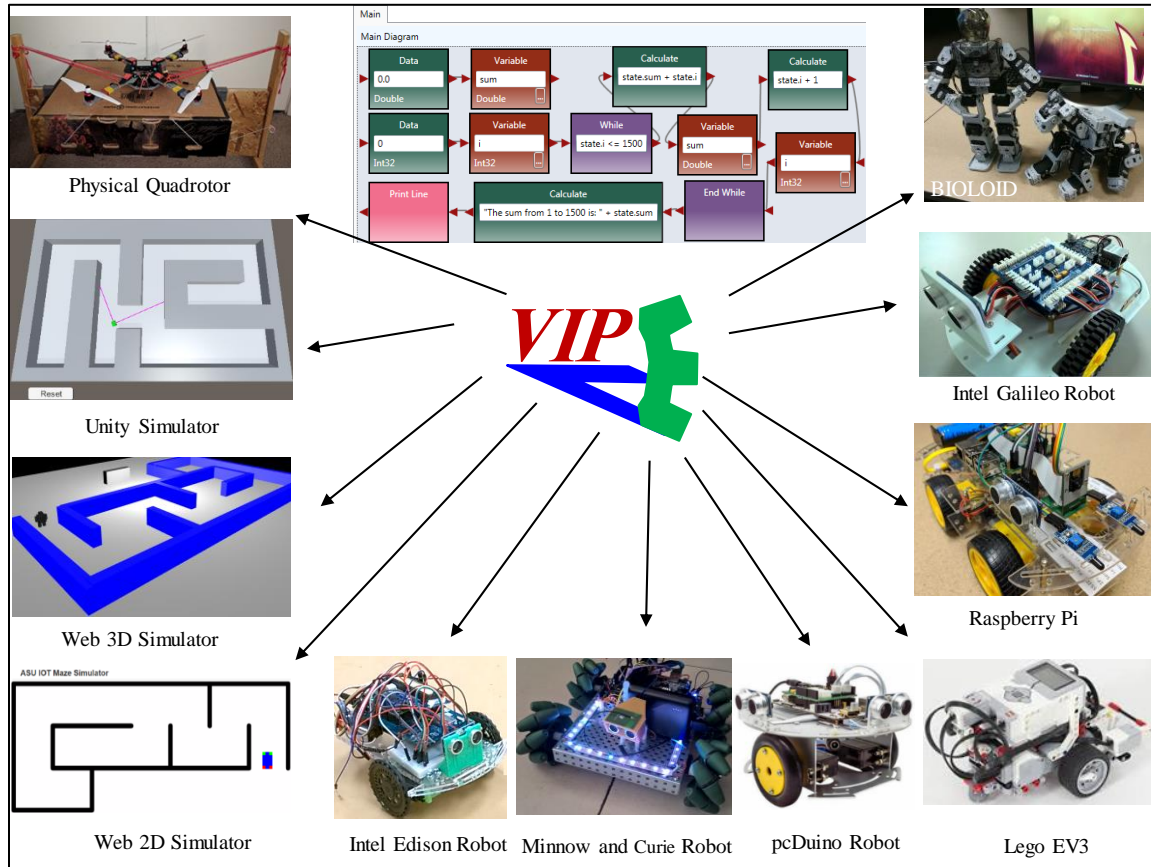 Main
Main Diagram
Data
0.0
Double
Variable
sum
Double
...
Calculate
state.sum + state.i
Calculate
state.i + 1
Data
0
Int32
Variable
i
Int32
...
While
state.i <= 1500
Variable
sum
Double
...
Variable
i
Int32
...
Print Line
Calculate
"The sum from 1 to 1500 is: " + state.sum
End While
Physical Quadrotor
BIOLOID
VIP
Reset
Unity Simulator
Intel Galileo Robot
Web 3D Simulator
Raspberry Pi
ASU IOT Maze Simulator
Web 2D Simulator
Intel Edison Robot
Minnow and Curie Robot
pcDuino Robot
Lego EV3